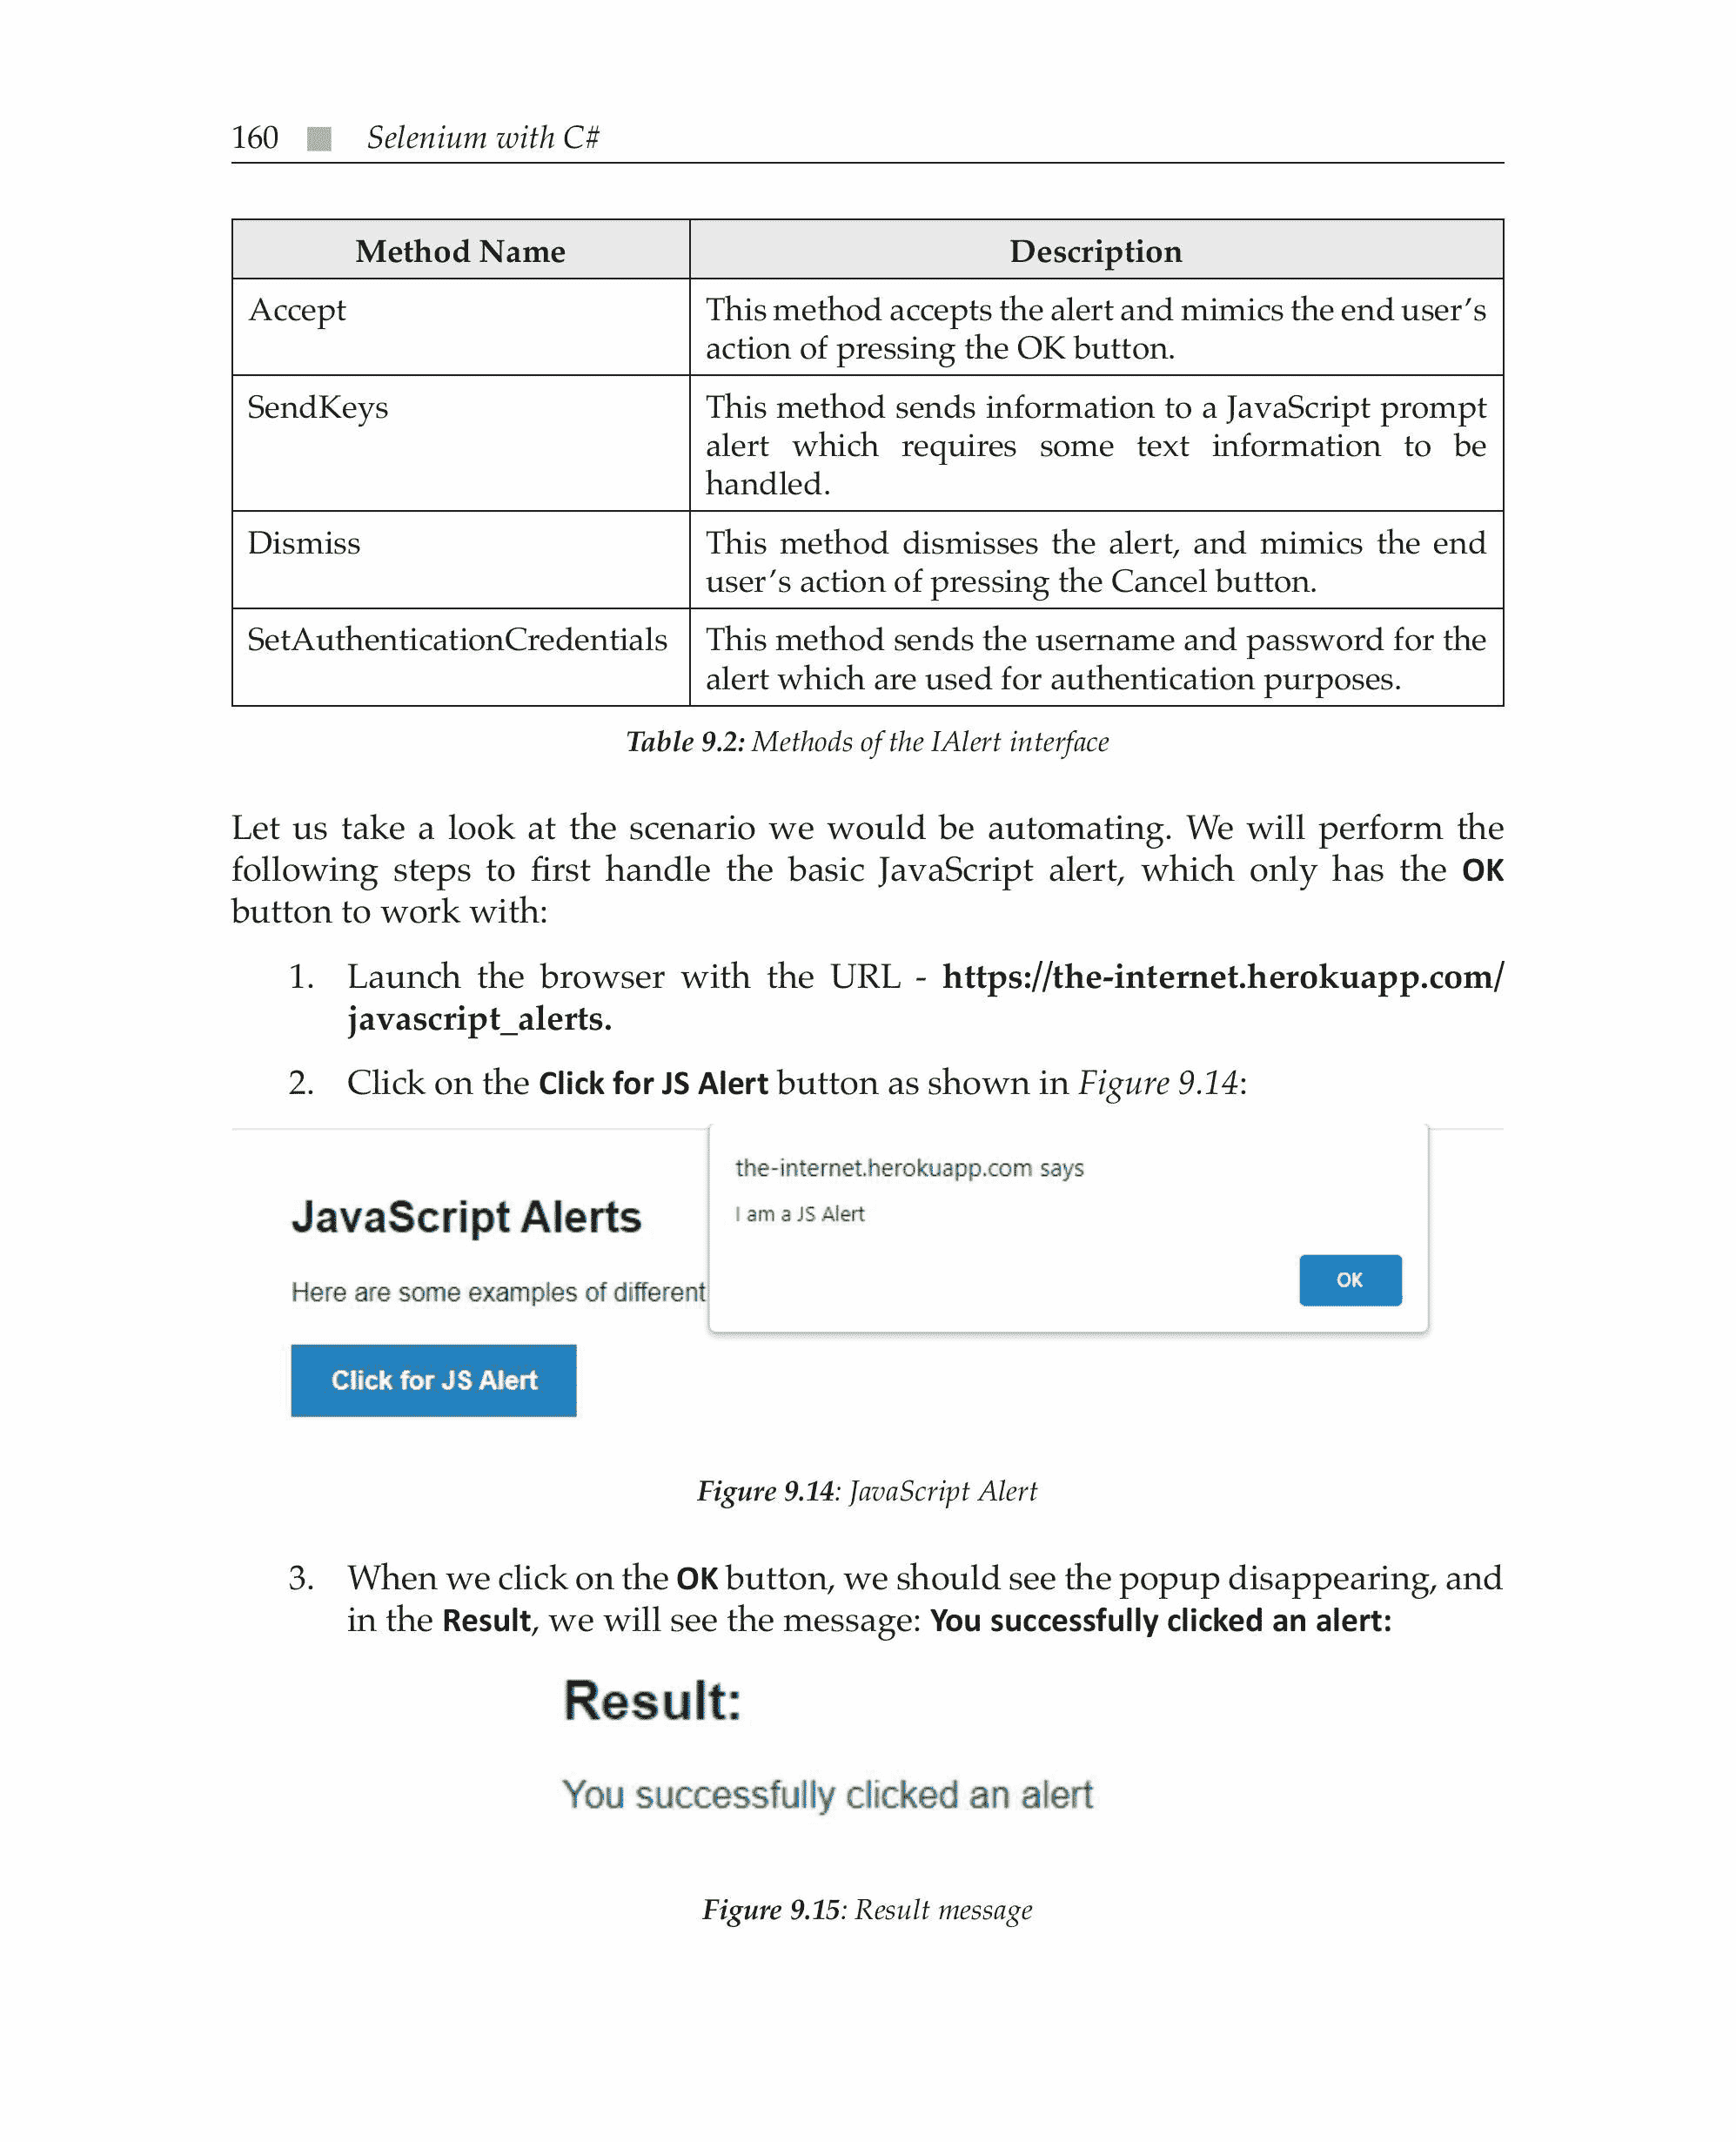 160 Selenium with C#
Method Name Description
Accept This method accepts the alert and mimics the end user's
action of pressing the OK button.
SendKeys This method sends information to a JavaScript prompt
alert which requires some text information to be
handled.
Dismiss This method dismisses the alert, and mimics the end
user's action of pressing the Cancel button.
SetAuthenticationCredentials This method sends the username and password for the
alert which are used for authentication purposes.
Table 9.2: Methods of the IAlert interface
Let us take a look at the scenario we would be automating. We will perform the
following steps to first handle the basic JavaScript alert, which only has the OK
button to work with:
1. Launch the browser with the URL - https://the-internet.herokuapp.com/
javascript_alerts.
2. Click on the Click for JS Alert button as shown in Figure 9.14:
the-internet.herokuapp.com says
JavaScript Alerts
I am a JS Alert
OK
Here are some examples of different
Click for JS Alert
Figure 9.14: JavaScript Alert
3. When we click on the OK button, we should see the popup disappearing, and
in the Result, we will see the message: You successfully clicked an alert:
Result:
You successfully clicked an alert
Figure 9.15: Result message